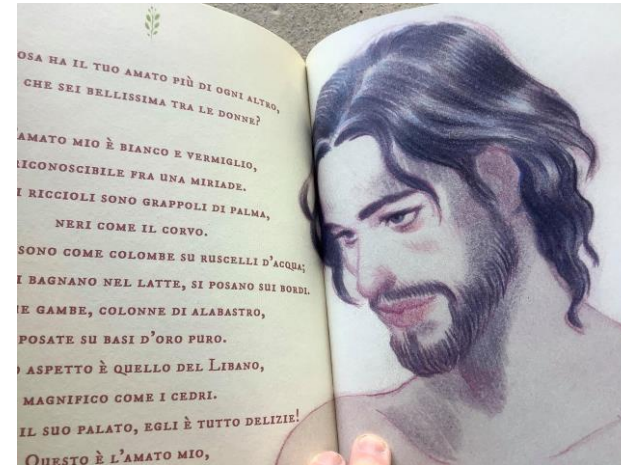 OSA HA IL TUO AMATO PIÙ DI OGNI ALTRO,
CHE SEI BELLISSIMA TRA LE DONNE?
AMATO MIO È BIANCO E VERMIGLIO,
RICONOSCIBILE FRA UNA MIRIADE.
I RICCIOLI SONO GRAPPOLI DI PALMA,
NERI COME IL CORVO.
SONO COME COLOMBE SU RUSCELLI D'ACQUA;
I BAGNANO NEL LATTE, SI POSANO SUI BORDI.
E GAMBE, COLONNE DI ALABASTRO,
POSATE SU BASI D'ORO PURO.
O ASPETTO È QUELLO DEL LIBANO,
MAGNIFICO COME I CEDRI.
IL SUO PALATO, EGLI È TUTTO DELIZIE!
QUESTO È L'AMATO MIO,